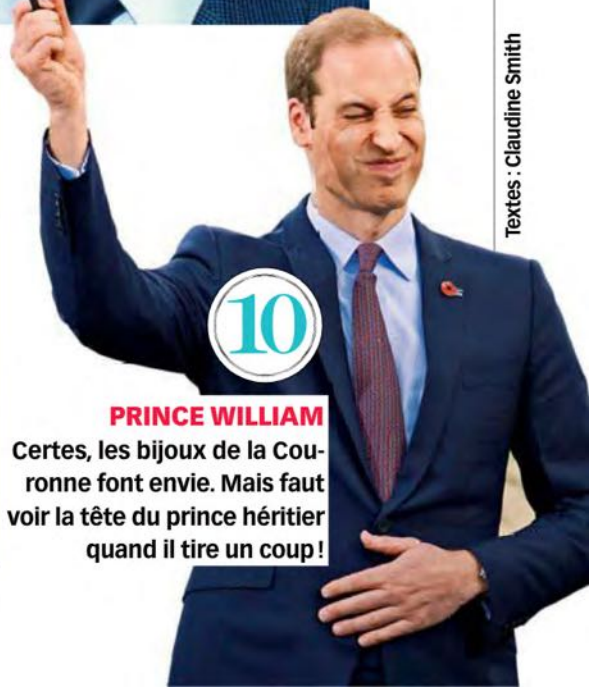 Textes : Claudine Smith
10
PRINCE WILLIAM
Certes, les bijoux de la Cou-
ronne font envie. Mais faut
voir la tête du prince héritier
quand il tire un coup !